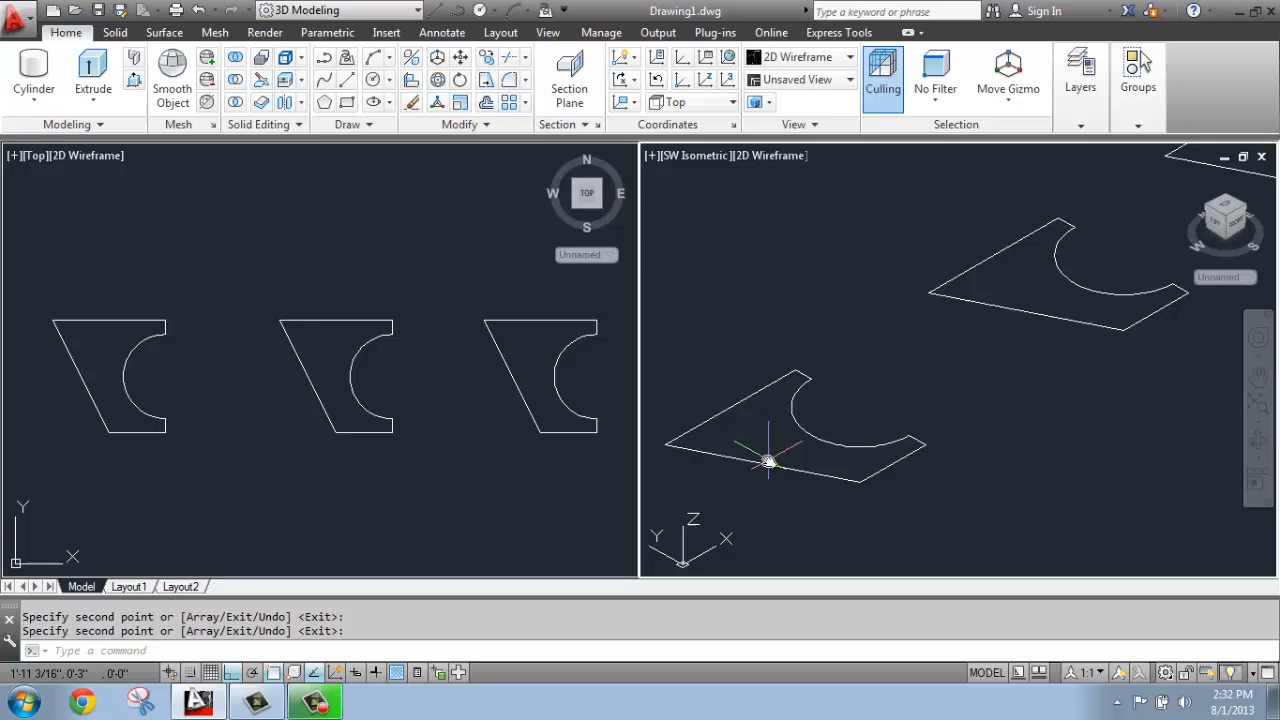 3D Modeling
Drawing1.dwg
Type a keyword or phrase
Sign In
Home Solid Surface Mesh Render Parametric Insert Annotate Layout View Manage Output Plug-ins Online Express Tools
Cylinder
Extrude
Smooth
Object
Section
Plane
2D Wireframe
Unsaved View
Top
Culling
No Filter
Move Gizmo
Layers
Groups
Modeling Mesh Solid Editing Draw Modify Section Coordinates View Selection
[+][Top][2D Wireframe]
[+][SW Isometric][2D Wireframe]
N
W TOP E
S
Unnamed
W S
Unnamed
Y
X
Z
Y X
Model Layout1 Layout2
Specify second point or [Array/Exit/Undo] <Exit>:
Specify second point or [Array/Exit/Undo] <Exit>:
Type a command
1'-11 3/16", 0'-3" ,0'-0"
MODEL
1:1
2:32 PM
8/1/2013